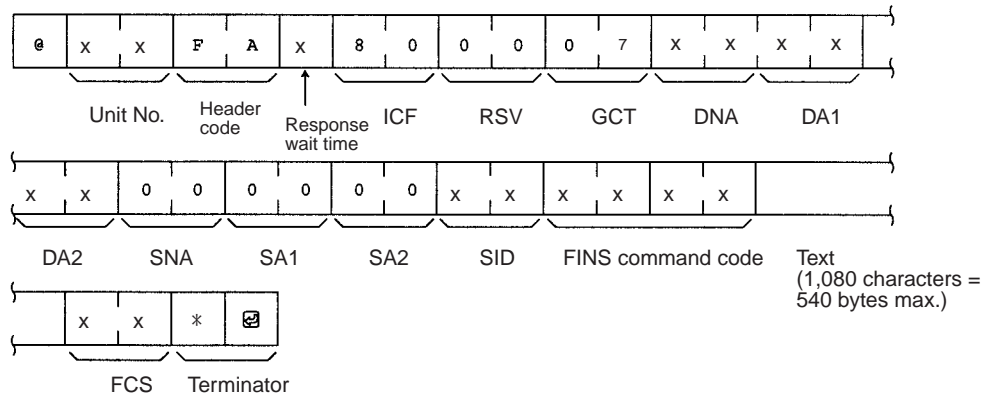 @ x x F A x 8 0 0 0 0 7 x x x x
Unit No. Header code Response wait time ICF RSV GCT DNA DA1
x x 0 0 0 0 0 0 x x x x x x
DA2 SNA SA1 SA2 SID FINS command code Text
(1,080 characters =
540 bytes max.)
x x * ↵
FCS Terminator